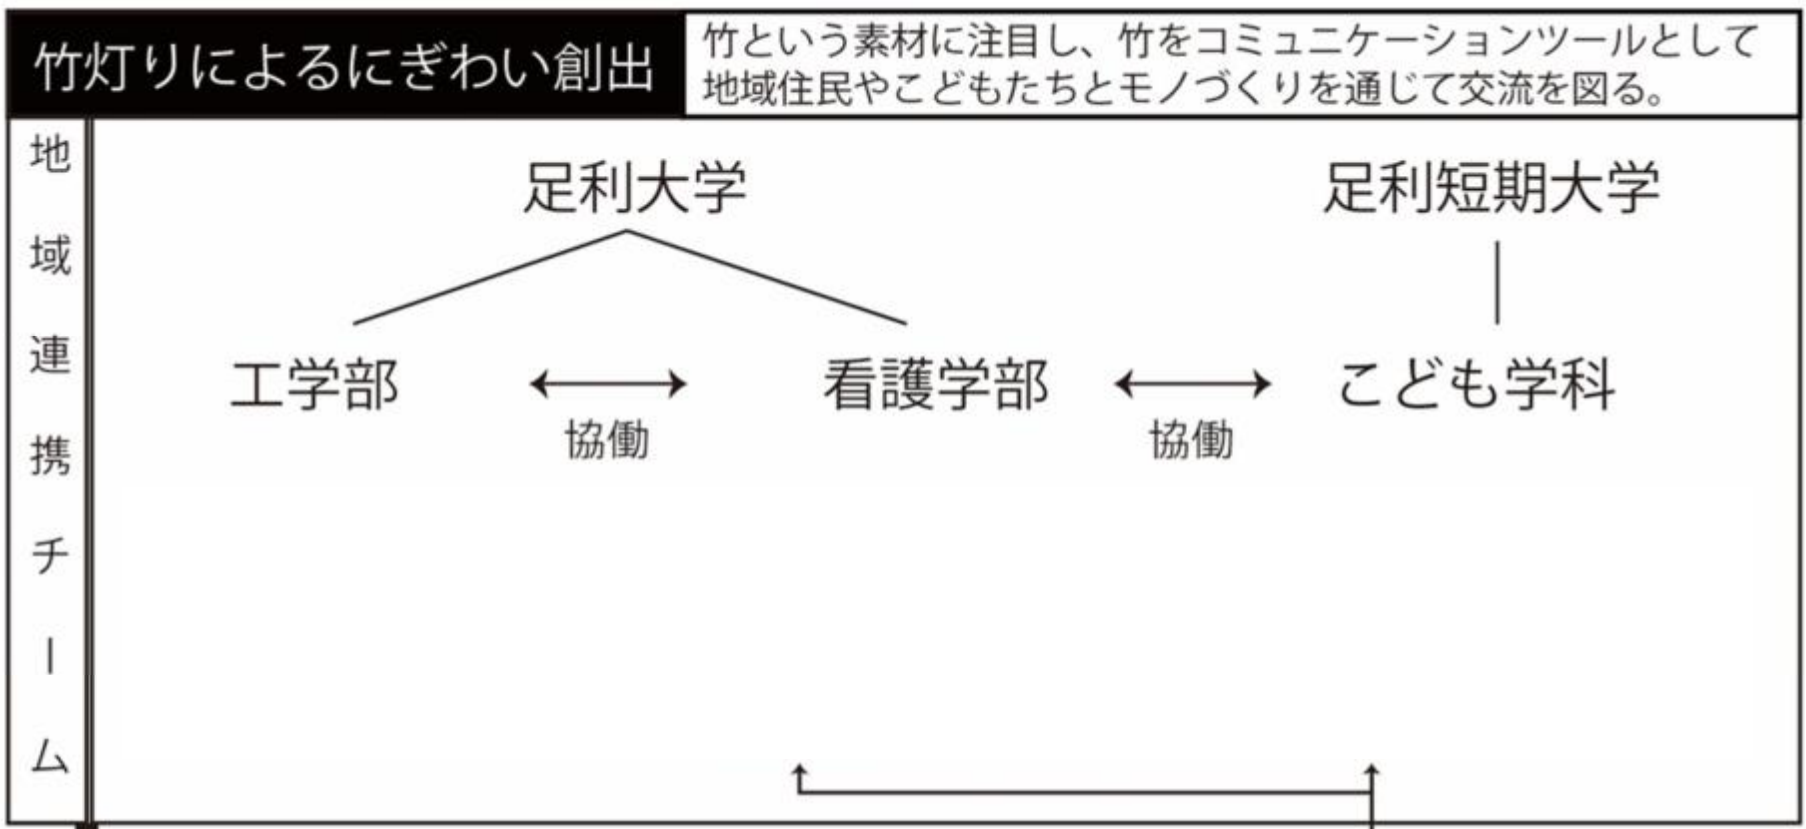 竹灯りによるにぎわい創出
竹という素材に注目し、竹をコミュニケーションツールとして
地域住民やこどもたちとモノづくりを通じて交流を図る。
地域連携チーム
足利大学
足利短期大学
工学部
看護学部
こども学科
協働
協働